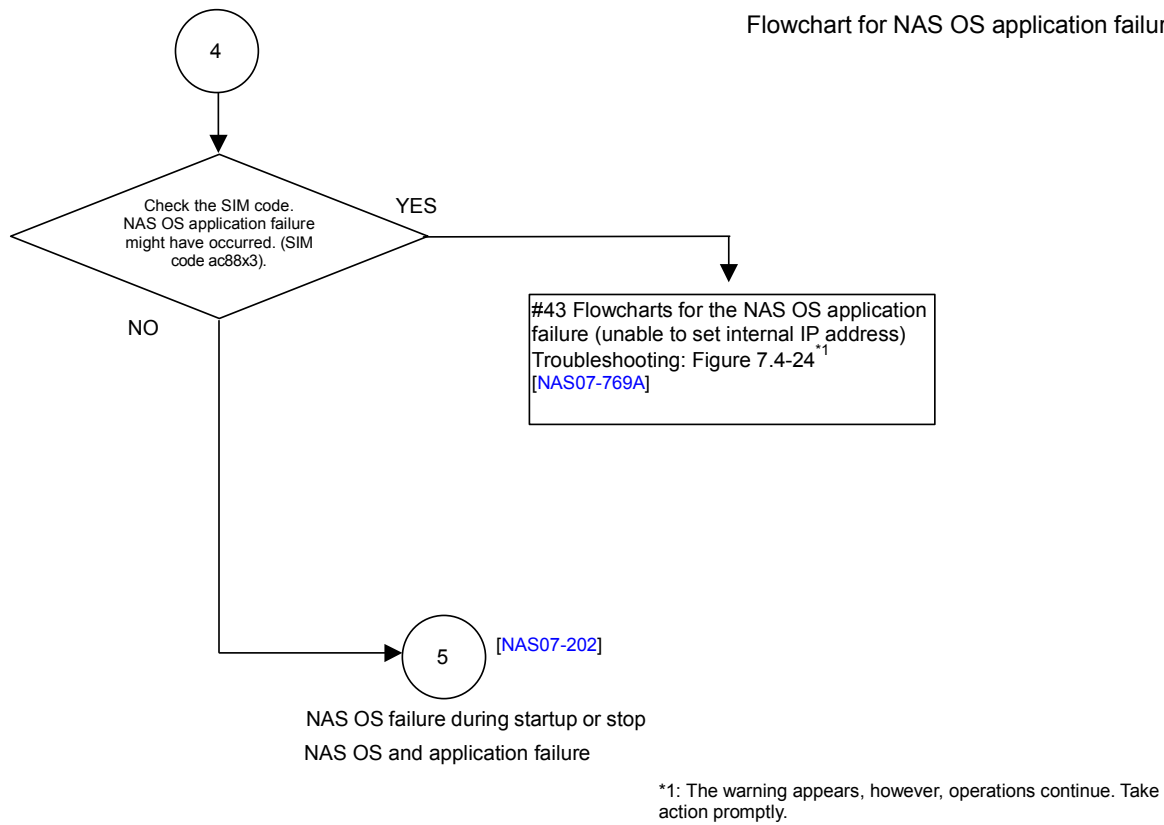 Flowchart for NAS OS application failur
4
Check the SIM code.
NAS OS application failure
might have occurred. (SIM
code ac88x3).
YES
NO
#43 Flowcharts for the NAS OS application
failure (unable to set internal IP address)
Troubleshooting: Figure 7.4-24*1
[NAS07-769A]
5
[NAS07-202]
NAS OS failure during startup or stop
NAS OS and application failure
*1: The warning appears, however, operations continue. Take
action promptly.